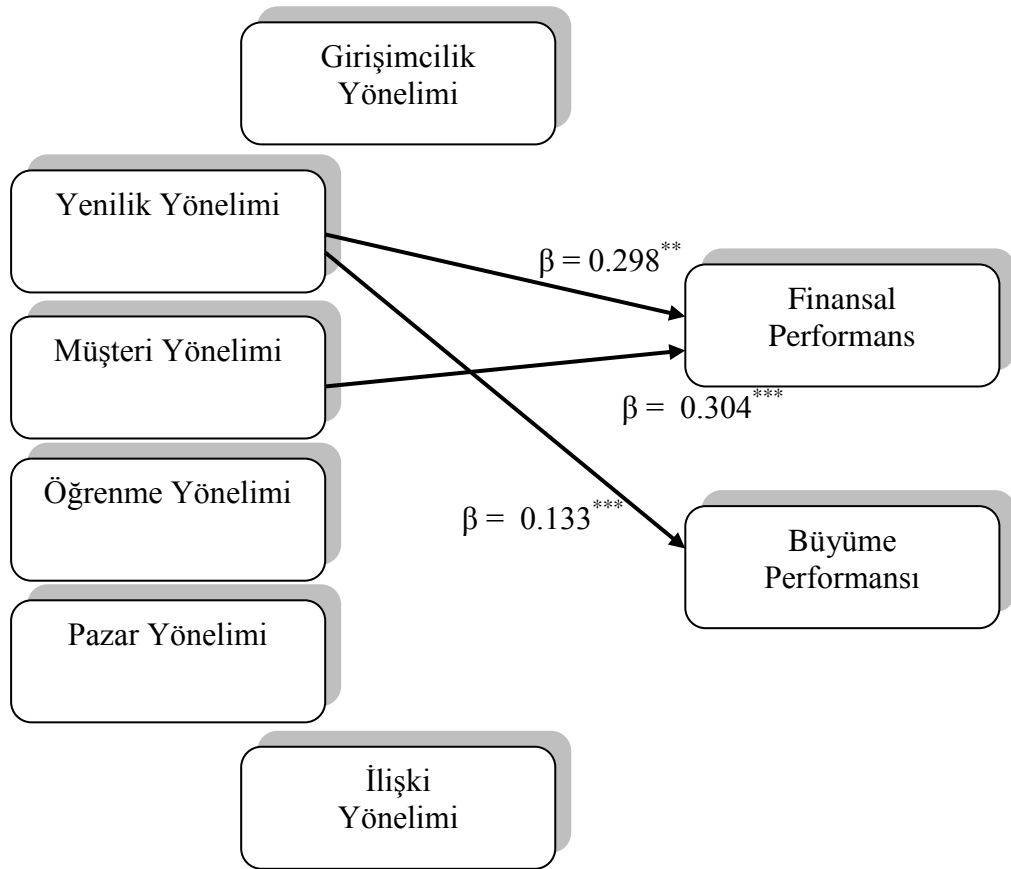 Girişimcilik
Yönelimi
Yenilik Yönelimi
β = 0.298**
Finansal
Performans
Müşteri Yönelimi
β = 0.304***
Öğrenme Yönelimi
β = 0.133***
Büyüme
Performansı
Pazar Yönelimi
İlişki
Yönelimi